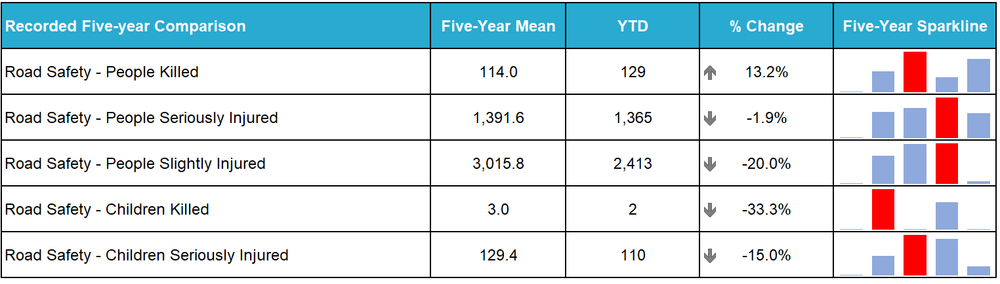 Recorded Five-year Comparison Five-Year Mean YTD % Change Five-Year Sparkline
Road Safety - People Killed 114.0 129 13.2%
Road Safety - People Seriously Injured 1,391.6 1,365 -1.9%
Road Safety - People Slightly Injured 3,015.8 2,413 -20.0%
Road Safety - Children Killed 3.0 2 -33.3%
Road Safety - Children Seriously Injured 129.4 110 -15.0%